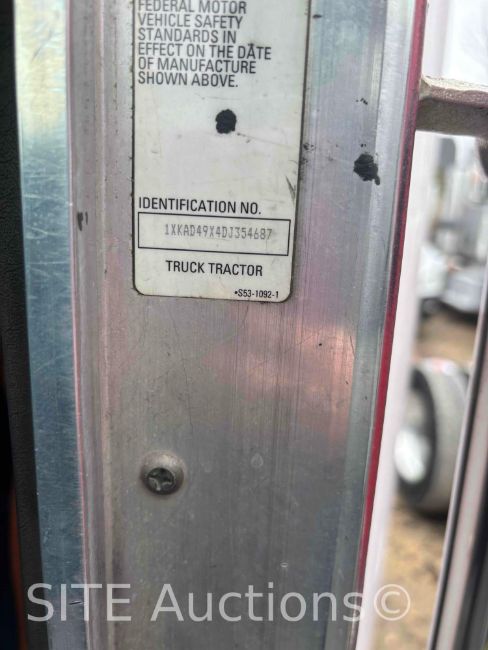 FEDERAL MOTOR
VEHICLE SAFETY
STANDARDS IN
EFFECT ON THE DATE
OF MANUFACTURE
SHOWN ABOVE.
IDENTIFICATION NO.
1XKAD49X4DJ354687
TRUCK TRACTOR
•S53-1092-1
SITE Auctions©